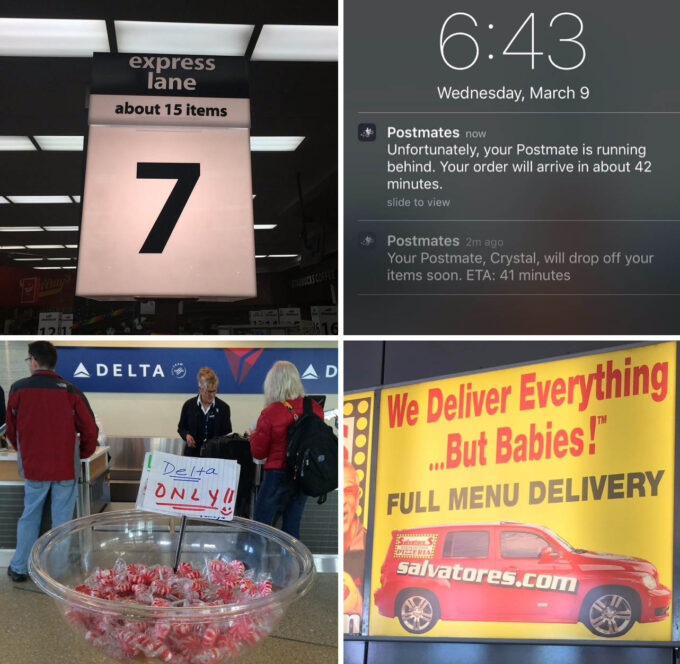 express
lane
about 15 items
7
6:43
Wednesday, March 9
Postmates now
Unfortunately, your Postmate is running
behind. Your order will arrive in about 42
minutes.
slide to view
Postmates 2m ago
Your Postmate, Crystal, will drop off your
items soon. ETA: 41 minutes
DELTA
D
Delta
ONLY!!
We Deliver Everything
...But Babies!™
FULL MENU DELIVERY
Salvatore's
PIZZERIA
salvatores.com